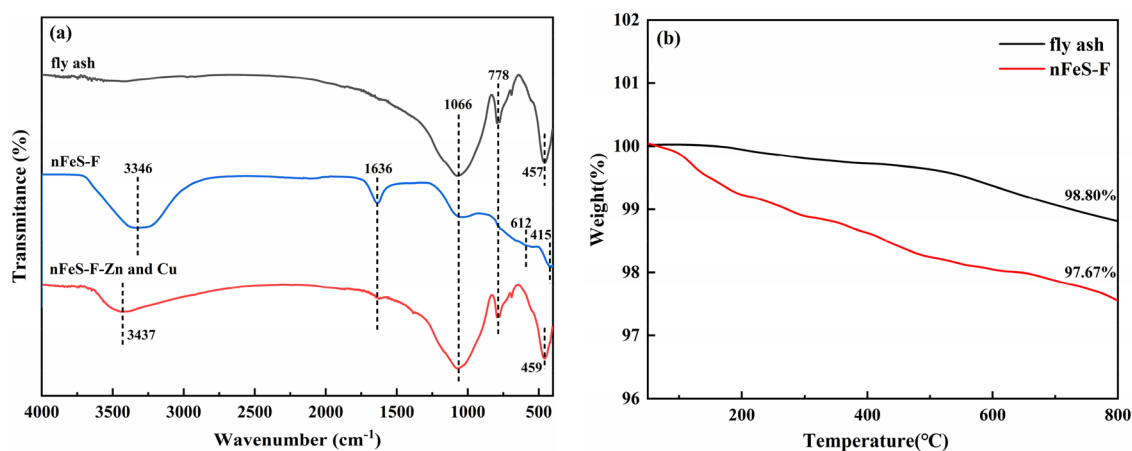 (a)
fly ash
778
1066
457
nFeS-F
3346
1636
612
415
nFeS-F-Zn and Cu
3437
459
Transmitance (%)
4000 3500 3000 2500 2000 1500 1000 500
Wavenumber (cm⁻¹)
(b)
fly ash
nFeS-F
102
101
100
99
98
97
96
98.80%
97.67%
Weight(%)
200 400 600 800
Temperature(℃)